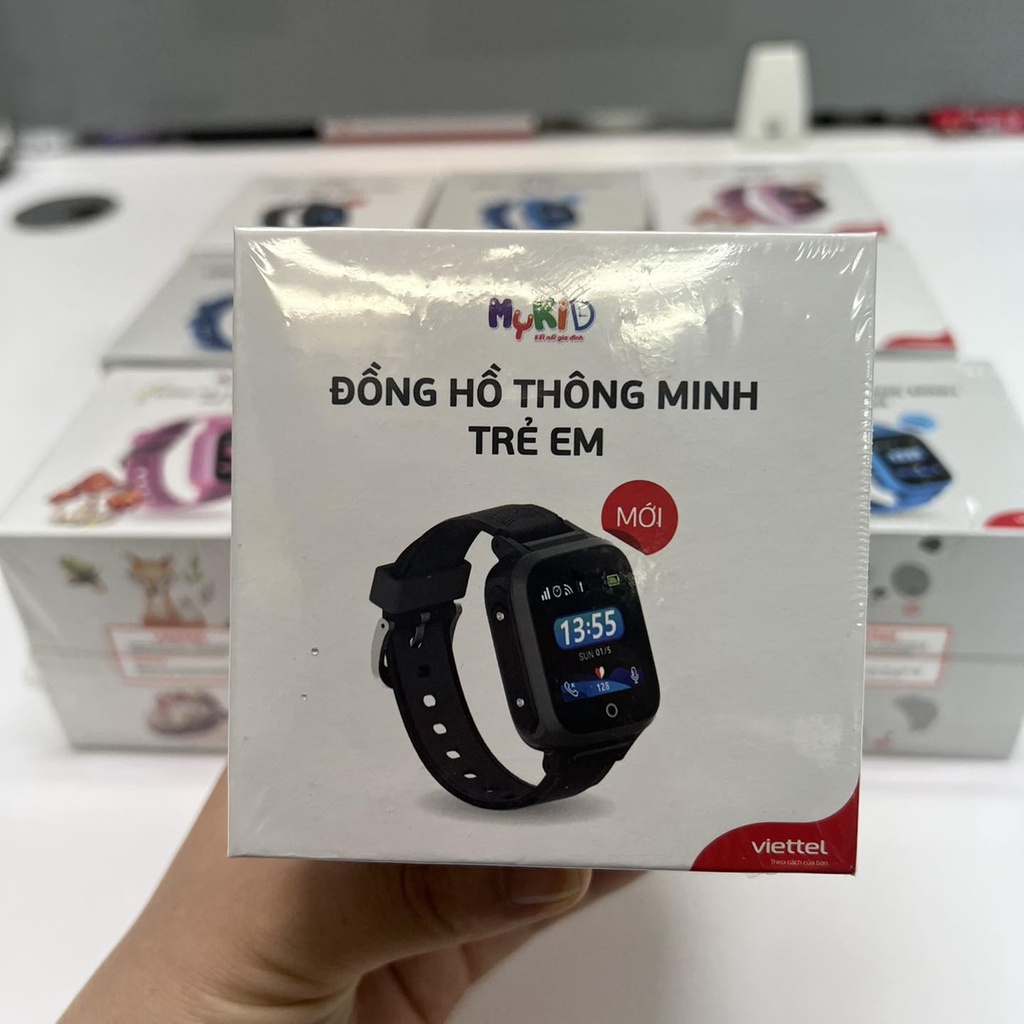 MyKiD
Kết nối gia đình
ĐỒNG HỒ THÔNG MINH
TRẺ EM
MỚI
13:55
SUN 01/5
128
viettel
Theo cách của bạn